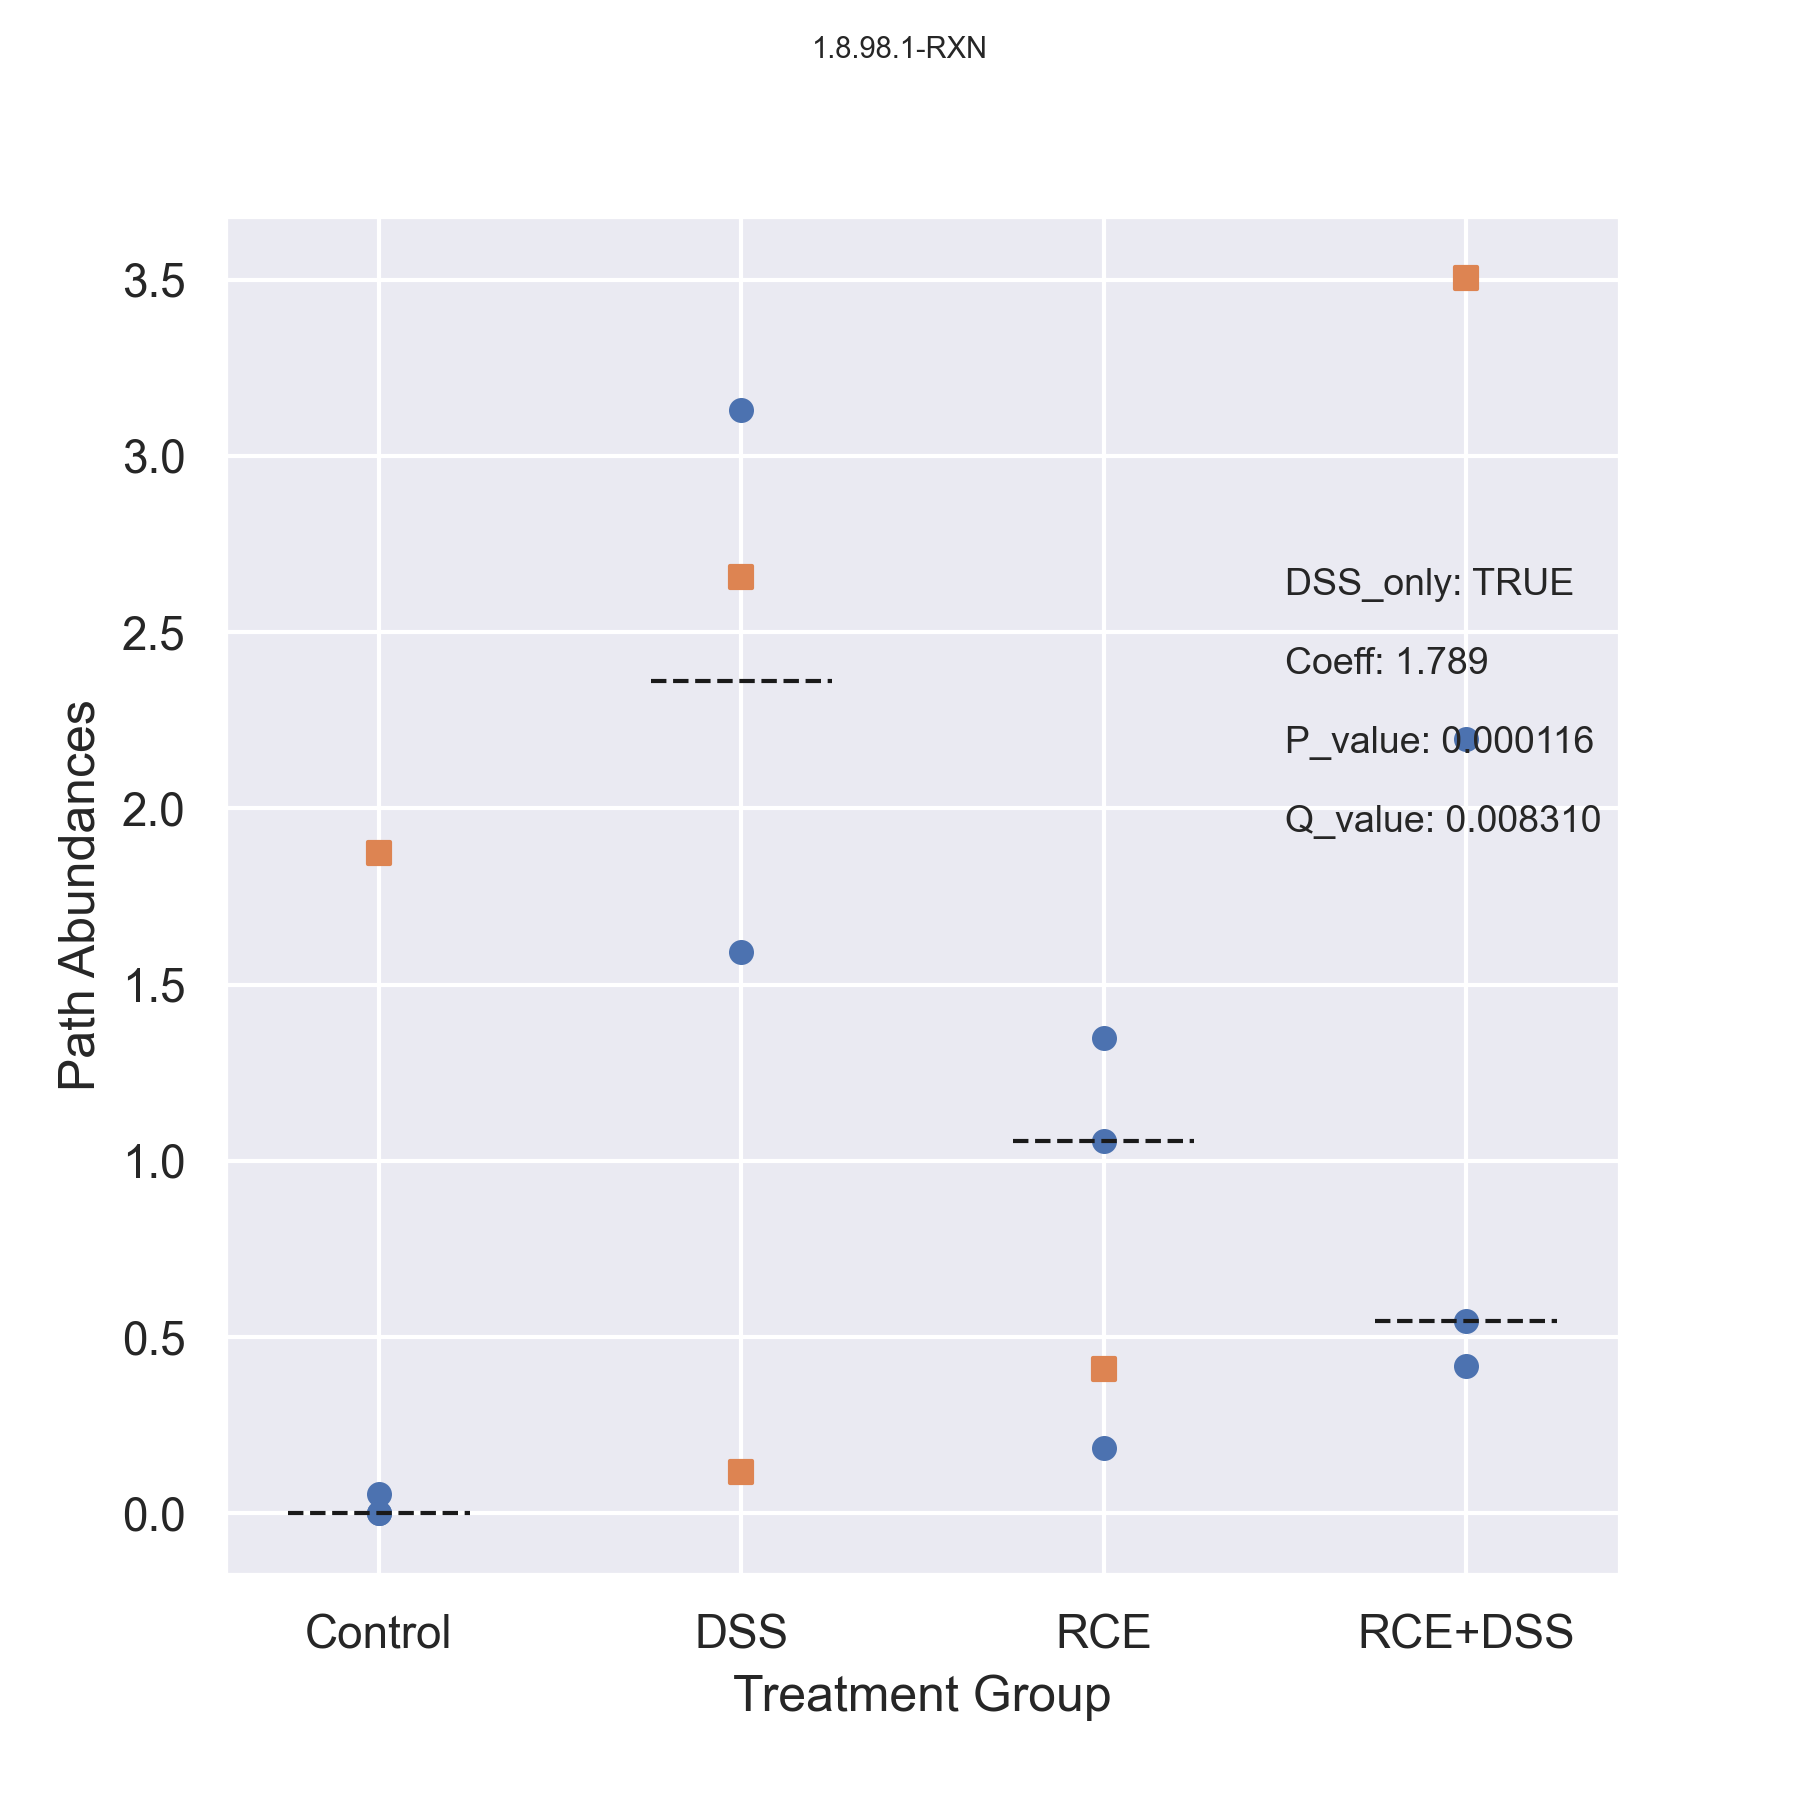 1.8.98.1-RXN
3.5
3.0
2.5
2.0
1.5
1.0
0.5
0.0
Path Abundances
DSS_only: TRUE
Coeff: 1.789
P_value: 0.000116
Q_value: 0.008310
Control DSS RCE RCE+DSS
Treatment Group